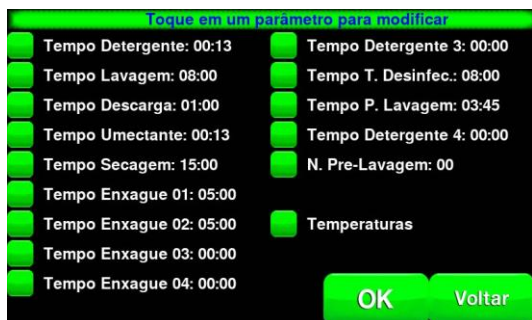 Toque em um parâmetro para modificar
Tempo Detergente: 00:13
Tempo Lavagem: 08:00
Tempo Descarga: 01:00
Tempo Umectante: 00:13
Tempo Secagem: 15:00
Tempo Enxague 01: 05:00
Tempo Enxague 02: 05:00
Tempo Enxague 03: 00:00
Tempo Enxague 04: 00:00
Tempo Detergente 3: 00:00
Tempo T. Desinfec.: 08:00
Tempo P. Lavagem: 03:45
Tempo Detergente 4: 00:00
N. Pre-Lavagem: 00
Temperaturas
OK
Voltar